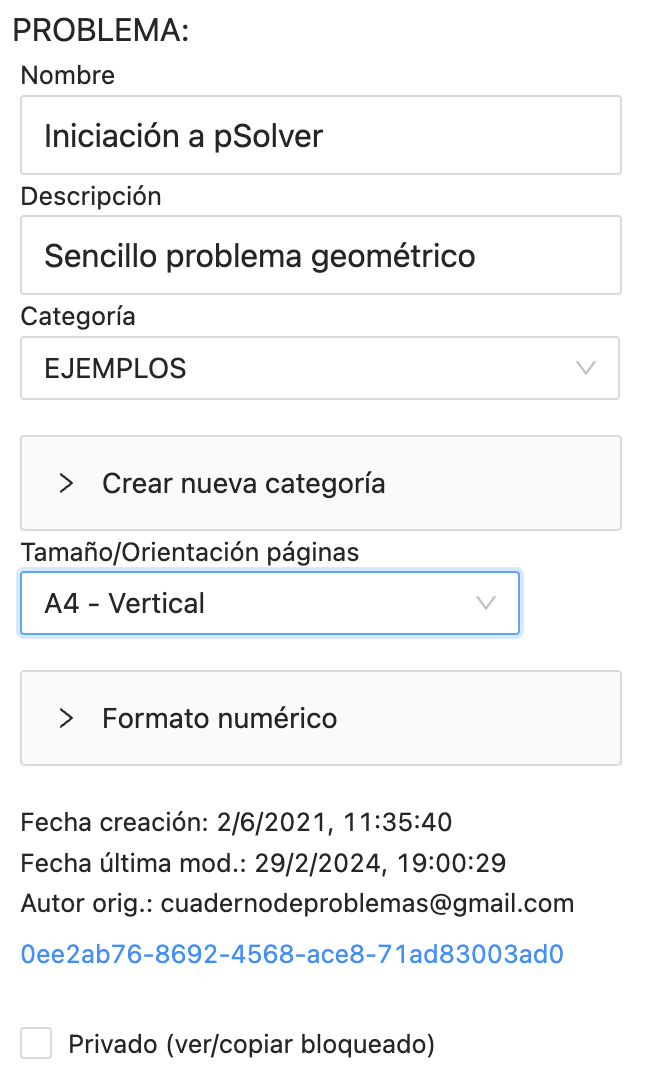 PROBLEMA:
Nombre
Iniciación a pSolver
Descripción
Sencillo problema geométrico
Categoría
EJEMPLOS
Crear nueva categoría
Tamaño/Orientación páginas
A4 - Vertical
Formato numérico
Fecha creación: 2/6/2021, 11:35:40
Fecha última mod.: 29/2/2024, 19:00:29
Autor orig.: cuadernodeproblemas@gmail.com
0ee2ab76-8692-4568-ace8-71ad83003ad0
Privado (ver/copiar bloqueado)